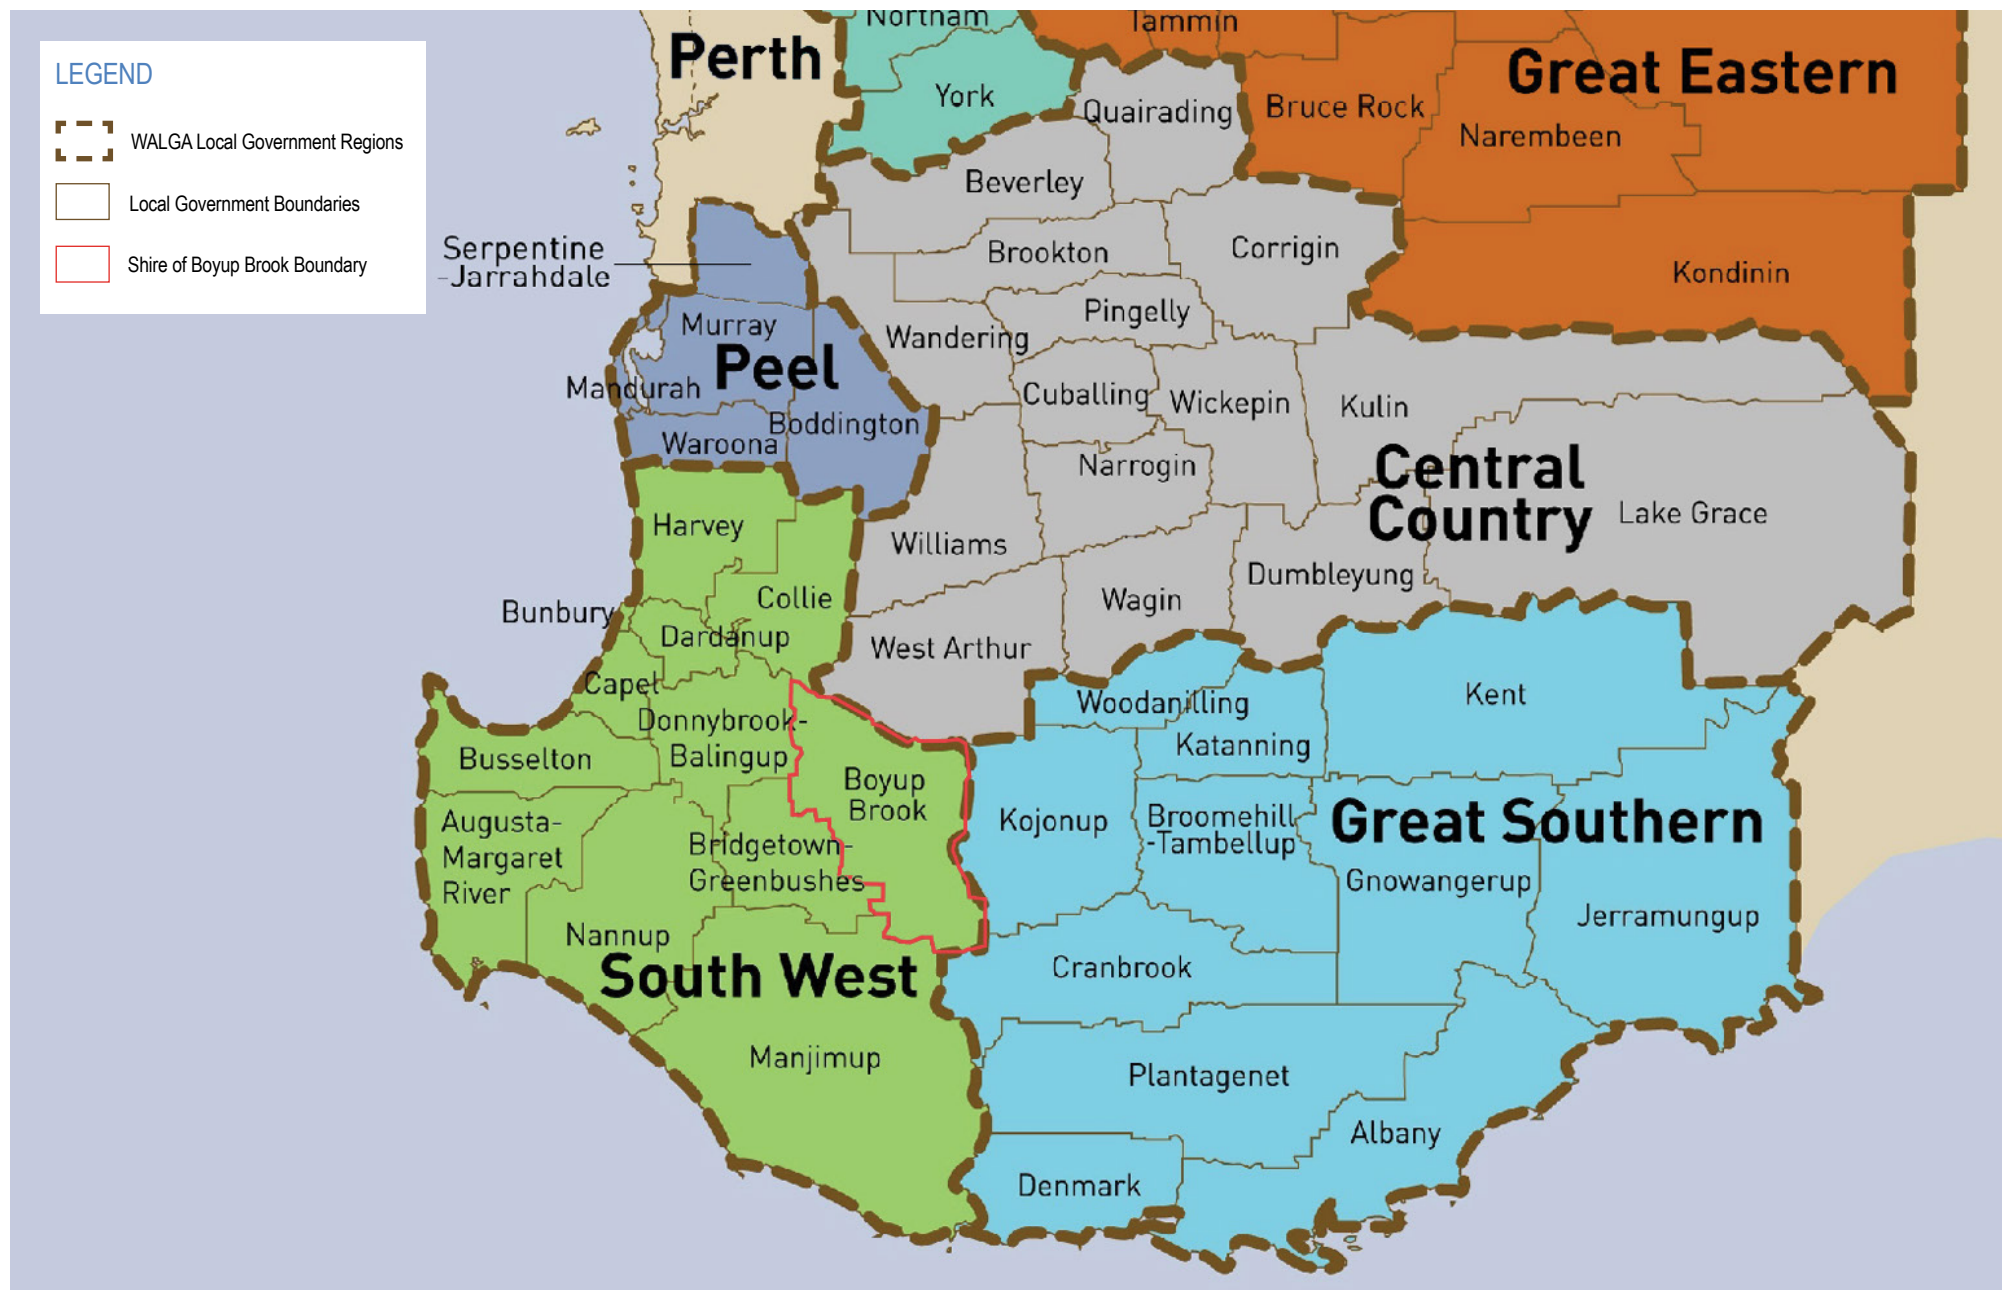 LEGEND
WALGA Local Government Regions
Local Government Boundaries
Shire of Boyup Brook Boundary
Northam
Tammin
Perth
Great Eastern
York
Quairading
Bruce Rock
Narembeen
Beverley
Serpentine
-Jarrahdale
Brookton
Corrigin
Kondinin
Murray
Pingelly
Wandering
Peel
Mandurah
Cuballing
Wickepin
Kulin
Boddington
Waroona
Narrogin
Central
Country
Lake Grace
Harvey
Williams
Dumbleyung
Collie
Wagin
Bunbury
Dardanup
West Arthur
Capel
Woodanilling
Kent
Donnybrook-
Balingup
Katanning
Busselton
Boyup
Brook
Kojonup
Broomehill
-Tambellup
Great Southern
Augusta-
Margaret
River
Bridgetown-
Greenbushes
Gnowangerup
Jerramungup
Nannup
South West
Cranbrook
Manjimup
Plantagenet
Albany
Denmark